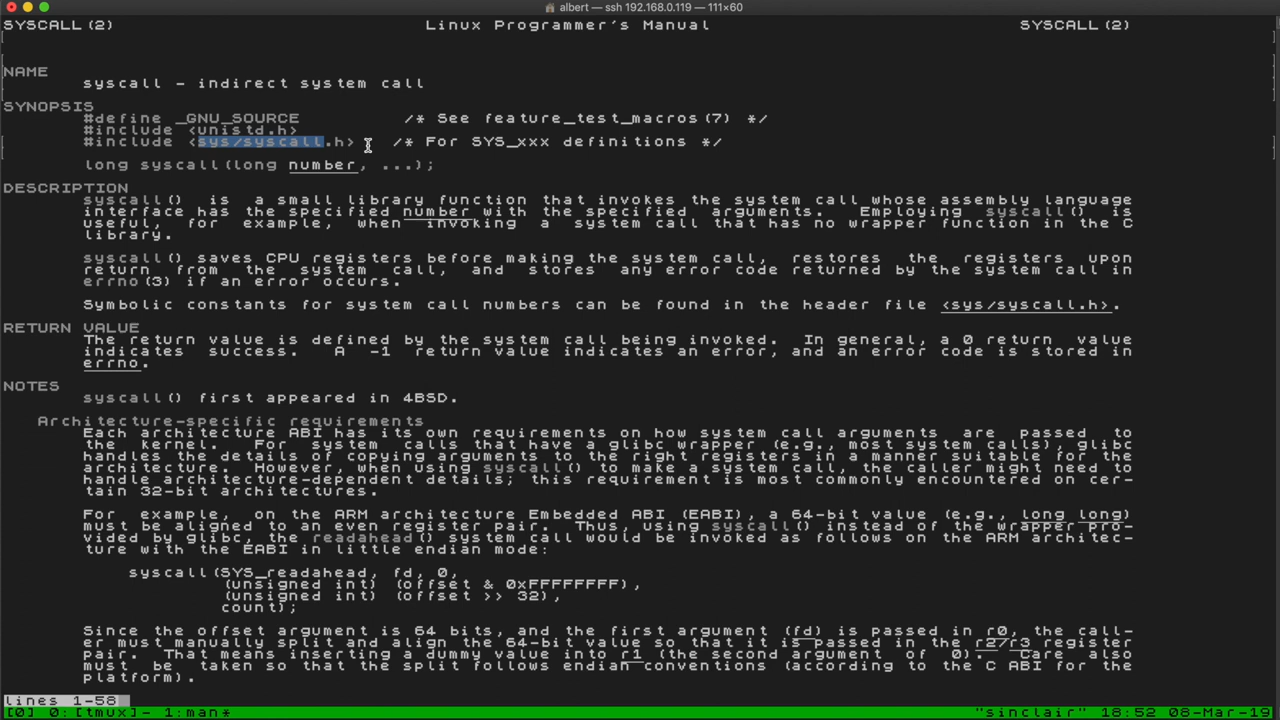 albert — ssh 192.168.0.119 — 111×60
SYSCALL(2) Linux Programmer's Manual SYSCALL(2)
NAME
syscall - indirect system call
SYNOPSIS
#define _GNU_SOURCE /* See feature_test_macros(7) */
#include <unistd.h>
#include <sys/syscall.h> /* For SYS_xxx definitions */
long syscall(long number, ...);
DESCRIPTION
syscall() is a small library function that invokes the system call whose assembly language
interface has the specified number with the specified arguments. Employing syscall() is
useful, for example, when invoking a system call that has no wrapper function in the C
library.
syscall() saves CPU registers before making the system call, restores the registers upon
return from the system call, and stores any error code returned by the system call in
errno(3) if an error occurs.
Symbolic constants for system call numbers can be found in the header file <sys/syscall.h>.
RETURN VALUE
The return value is defined by the system call being invoked. In general, a 0 return value
indicates success. A -1 return value indicates an error, and an error code is stored in
errno.
NOTES
syscall() first appeared in 4BSD.
Architecture-specific requirements
Each architecture ABI has its own requirements on how system call arguments are passed to
the kernel. For system calls that have a glibc wrapper (e.g., most system calls), glibc
handles the details of copying arguments to the right registers in a manner suitable for the
architecture. However, when using syscall() to make a system call, the caller might need to
handle architecture-dependent details; this requirement is most commonly encountered on cer-
tain 32-bit architectures.
For example, on the ARM architecture Embedded ABI (EABI), a 64-bit value (e.g., long long)
must be aligned to an even register pair. Thus, using syscall() instead of the wrapper pro-
vided by glibc, the readahead() system call would be invoked as follows on the ARM architec-
ture with the EABI in little endian mode:
syscall(SYS_readahead, fd, 0,
(unsigned int) (offset & 0xFFFFFFFF),
(unsigned int) (offset >> 32),
count);
Since the offset argument is 64 bits, and the first argument (fd) is passed in r0, the call-
er must manually split and align the 64-bit value so that it is passed in the r2/r3 register
pair. That means inserting a dummy value into r1 (the second argument of 0). Care also
must be taken so that the split follows endian conventions (according to the C ABI for the
platform).
lines 1-58
[0] 0:[tmux]- 1:man* "sinclair" 18:52 08-Mar-19